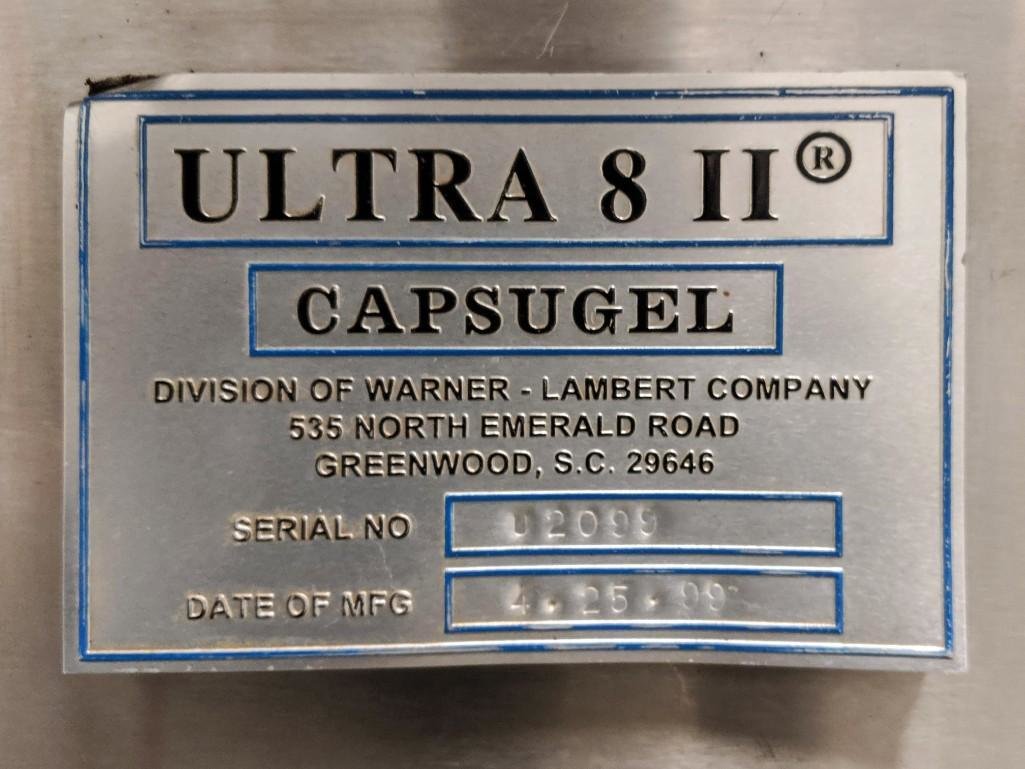 ULTRA 8 II®
CAPSUGEL
DIVISION OF WARNER - LAMBERT COMPANY
535 NORTH EMERALD ROAD
GREENWOOD, S.C. 29646
SERIAL NO U2099
DATE OF MFG 4.25.99